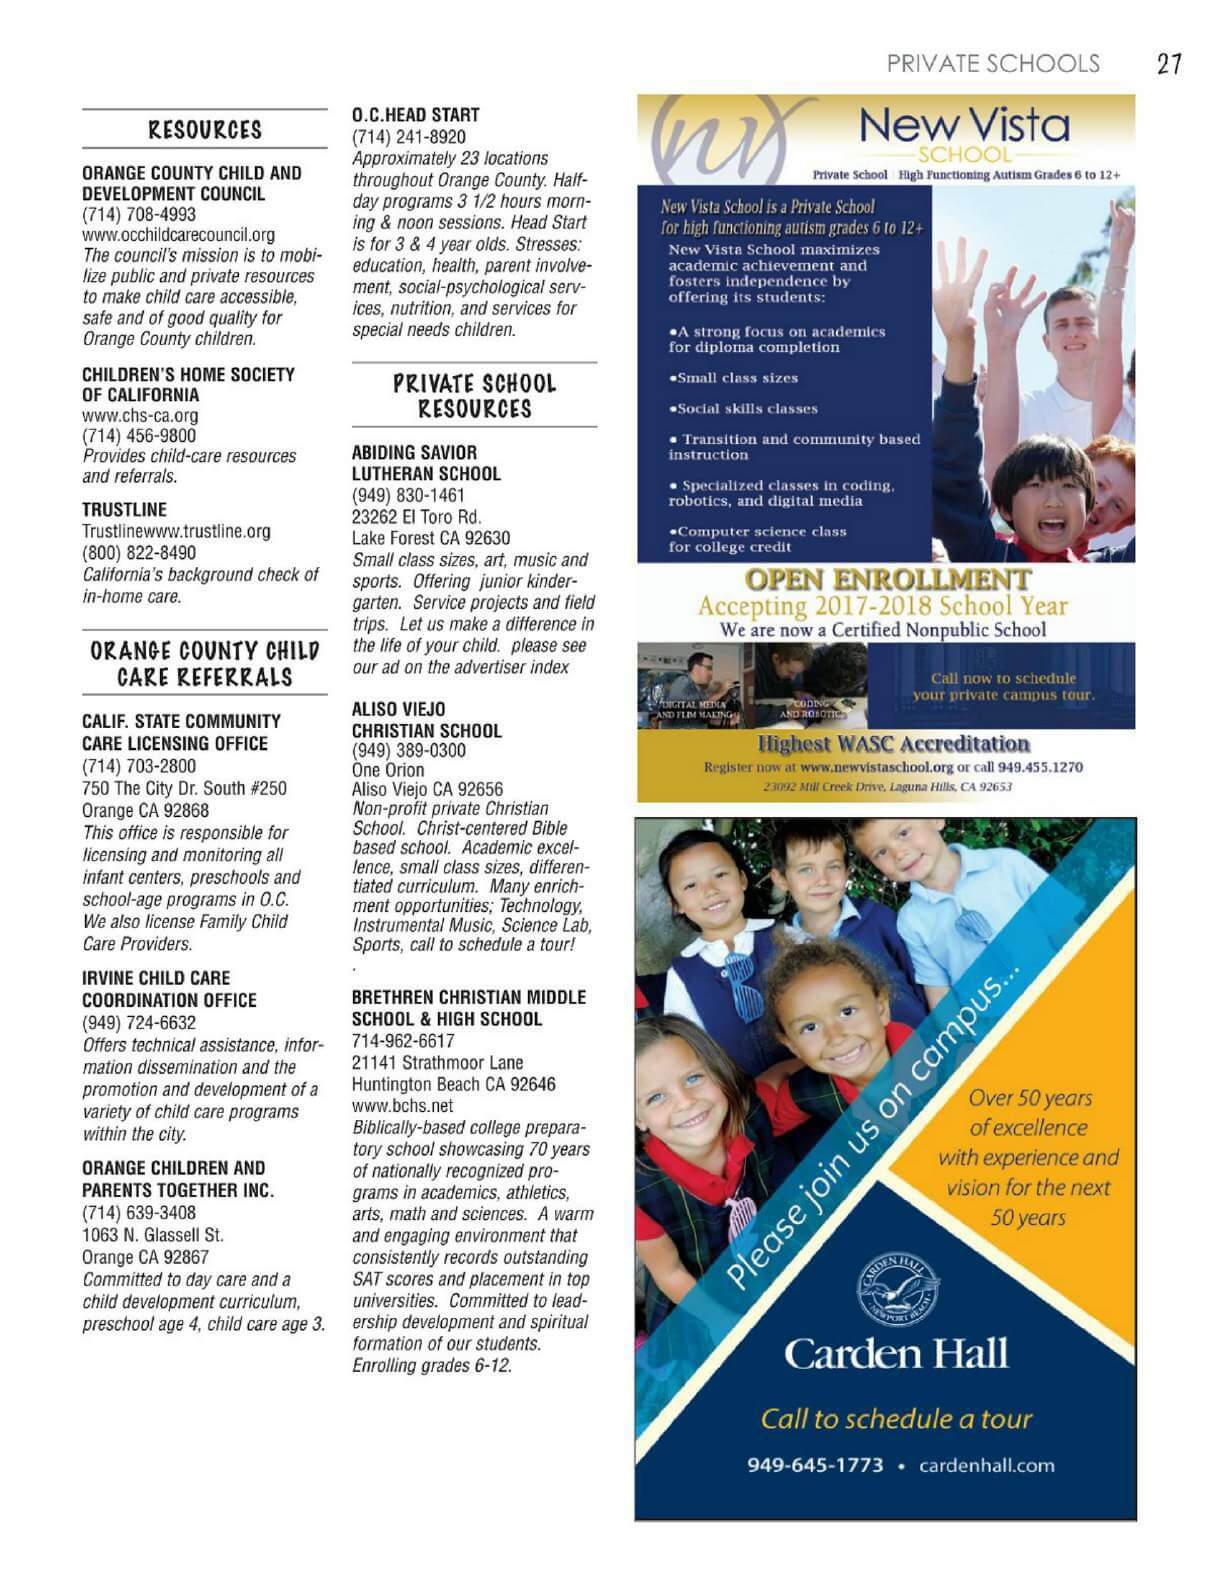 PRIVATE SCHOOLS 27
RESOURCES
ORANGE COUNTY CHILD AND
DEVELOPMENT COUNCIL
(714) 708-4993
www.occhildcarecouncil.org
The council's mission is to mobi-
lize public and private resources
to make child care accessible,
safe and of good quality for
Orange County children.
CHILDREN'S HOME SOCIETY
OF CALIFORNIA
www.chs-ca.org
(714) 456-9800
Provides child-care resources
and referrals.
TRUSTLINE
Trustlinewww.trustline.org
(800) 822-8490
California's background check of
in-home care.
ORANGE COUNTY CHILD
CARE REFERRALS
CALIF. STATE COMMUNITY
CARE LICENSING OFFICE
(714) 703-2800
750 The City Dr. South #250
Orange CA 92868
This office is responsible for
licensing and monitoring all
infant centers, preschools and
school-age programs in O.C.
We also license Family Child
Care Providers.
IRVINE CHILD CARE
COORDINATION OFFICE
(949) 724-6632
Offers technical assistance, infor-
mation dissemination and the
promotion and development of a
variety of child care programs
within the city.
ORANGE CHILDREN AND
PARENTS TOGETHER INC.
(714) 639-3408
1063 N. Glassell St.
Orange CA 92867
Committed to day care and a
child development curriculum,
preschool age 4, child care age 3.
O.C.HEAD START
(714) 241-8920
Approximately 23 locations
throughout Orange County. Half-
day programs 3 1/2 hours morn-
ing & noon sessions. Head Start
is for 3 & 4 year olds. Stresses:
education, health, parent involve-
ment, social-psychological serv-
ices, nutrition, and services for
special needs children.
PRIVATE SCHOOL
RESOURCES
ABIDING SAVIOR
LUTHERAN SCHOOL
(949) 830-1461
23262 El Toro Rd.
Lake Forest CA 92630
Small class sizes, art, music and
sports. Offering junior kinder-
garten. Service projects and field
trips. Let us make a difference in
the life of your child. please see
our ad on the advertiser index
ALISO VIEJO
CHRISTIAN SCHOOL
(949) 389-0300
One Orion
Aliso Viejo CA 92656
Non-profit private Christian
School. Christ-centered Bible
based school. Academic excel-
lence, small class sizes, differen-
tiated curriculum. Many enrich-
ment opportunities; Technology,
Instrumental Music, Science Lab,
Sports, call to schedule a tour!
.
BRETHREN CHRISTIAN MIDDLE
SCHOOL & HIGH SCHOOL
714-962-6617
21141 Strathmoor Lane
Huntington Beach CA 92646
www.bchs.net
Biblically-based college prepara-
tory school showcasing 70 years
of nationally recognized pro-
grams in academics, athletics,
arts, math and sciences. A warm
and engaging environment that
consistently records outstanding
SAT scores and placement in top
universities. Committed to lead-
ership development and spiritual
formation of our students.
Enrolling grades 6-12.
nv
New Vista
SCHOOL
Private School | High Functioning Autism Grades 6 to 12+
New Vista School is a Private School
for high functioning autism grades 6 to 12+
New Vista School maximizes
academic achievement and
fosters independence by
offering its students:
•A strong focus on academics
for diploma completion
•Small class sizes
•Social skills classes
• Transition and community based
instruction
• Specialized classes in coding,
robotics, and digital media
•Computer science class
for college credit
OPEN ENROLLMENT
Accepting 2017-2018 School Year
We are now a Certified Nonpublic School
DIGITAL MEDIA
AND FLIM MAKING
CODING
AND ROBOTIC
Call now to schedule
your private campus tour.
Highest WASC Accreditation
Register now at www.newvistaschool.org or call 949.455.1270
23092 Mill Creek Drive, Laguna Hills, CA 92653
Please join us on campus...
Over 50 years
of excellence
with experience and
vision for the next
50 years
CARDEN HALL
NEWPORT BEACH
Carden Hall
Call to schedule a tour
949-645-1773 • cardenhall.com